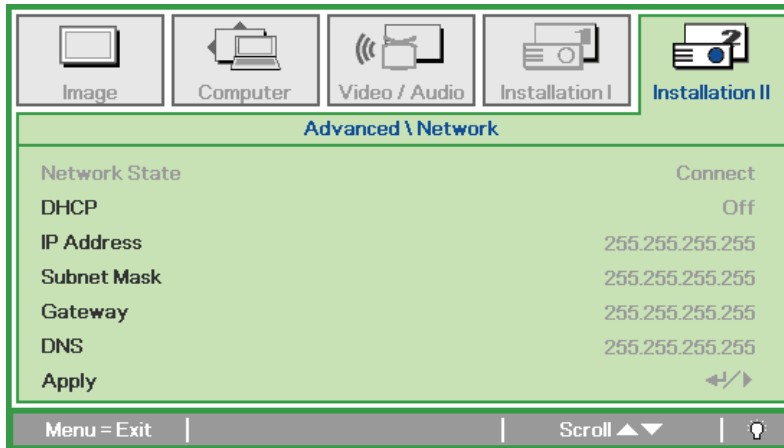 Image
Computer
Video / Audio
Installation I
Installation II
Advanced \ Network
Network State Connect
DHCP Off
IP Address 255.255.255.255
Subnet Mask 255.255.255.255
Gateway 255.255.255.255
DNS 255.255.255.255
Apply
Menu = Exit Scroll